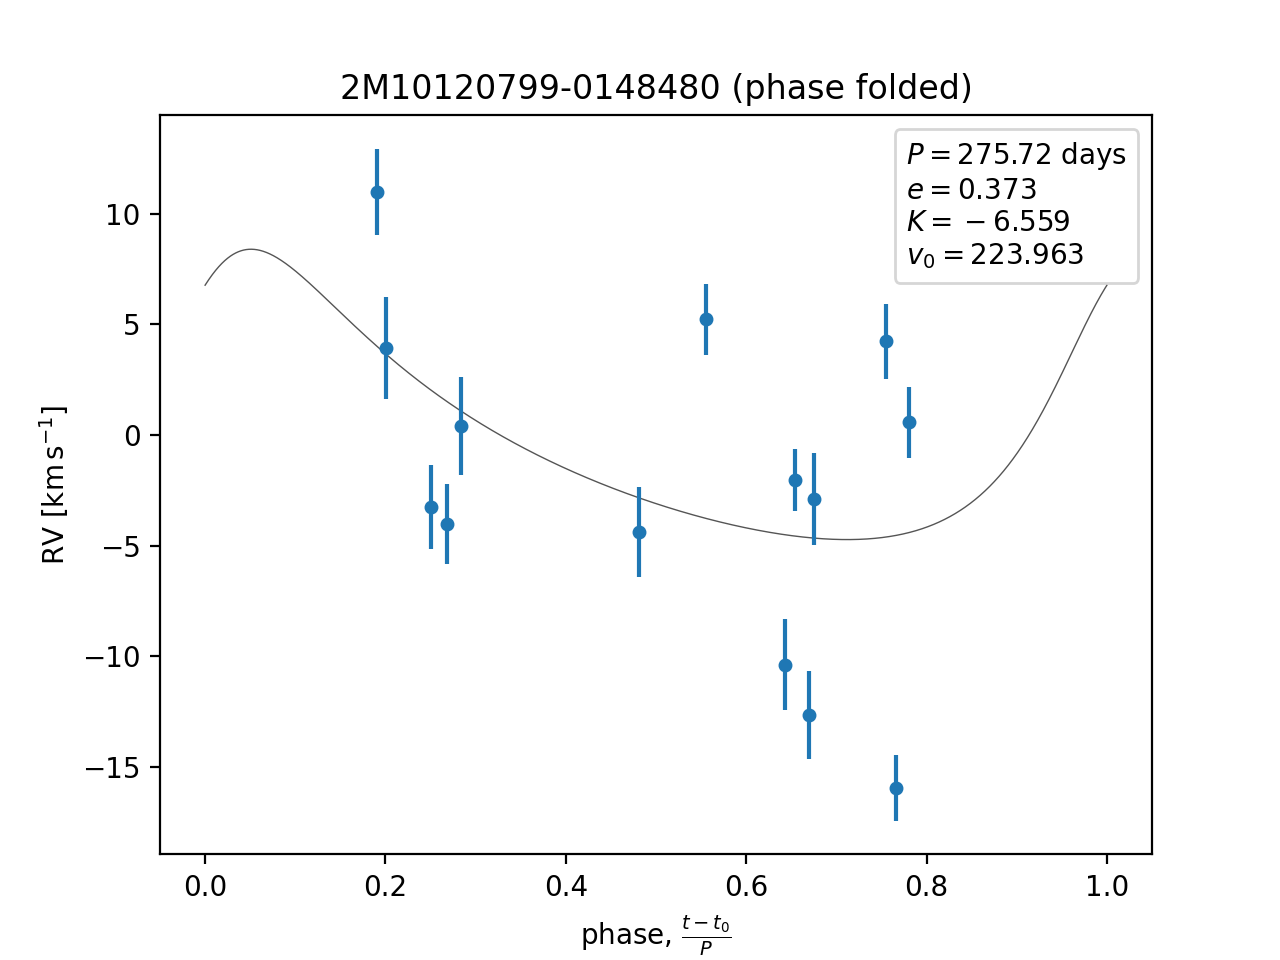 2M10120799-0148480 (phase folded)
P = 275.72 days
e = 0.373
K = −6.559
v₀ = 223.963
10
5
0
−5
−10
−15
RV [km s⁻¹]
0.0 0.2 0.4 0.6 0.8 1.0
phase, (t − t₀)/P